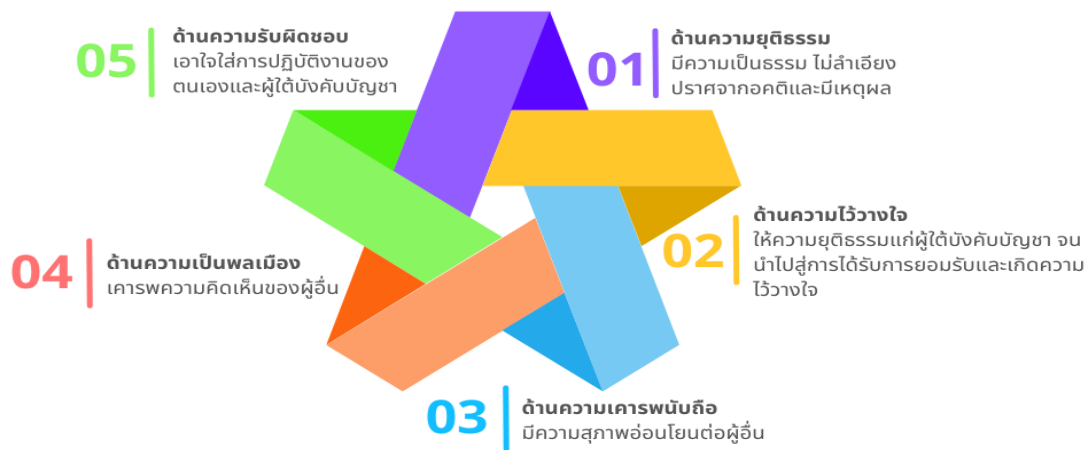 01
ด้านความยุติธรรม
มีความเป็นธรรม ไม่ลำเอียง
ปราศจากอคติและมีเหตุผล
02
ด้านความไว้วางใจ
ให้ความยุติธรรมแก่ผู้ใต้บังคับบัญชา จน
นำไปสู่การได้รับการยอมรับและเกิดความ
ไว้วางใจ
03
ด้านความเคารพนับถือ
มีความสุภาพอ่อนโยนต่อผู้อื่น
04
ด้านความเป็นพลเมือง
เคารพความคิดเห็นของผู้อื่น
05
ด้านความรับผิดชอบ
เอาใจใส่การปฏิบัติงานของ
ตนเองและผู้ใต้บังคับบัญชา